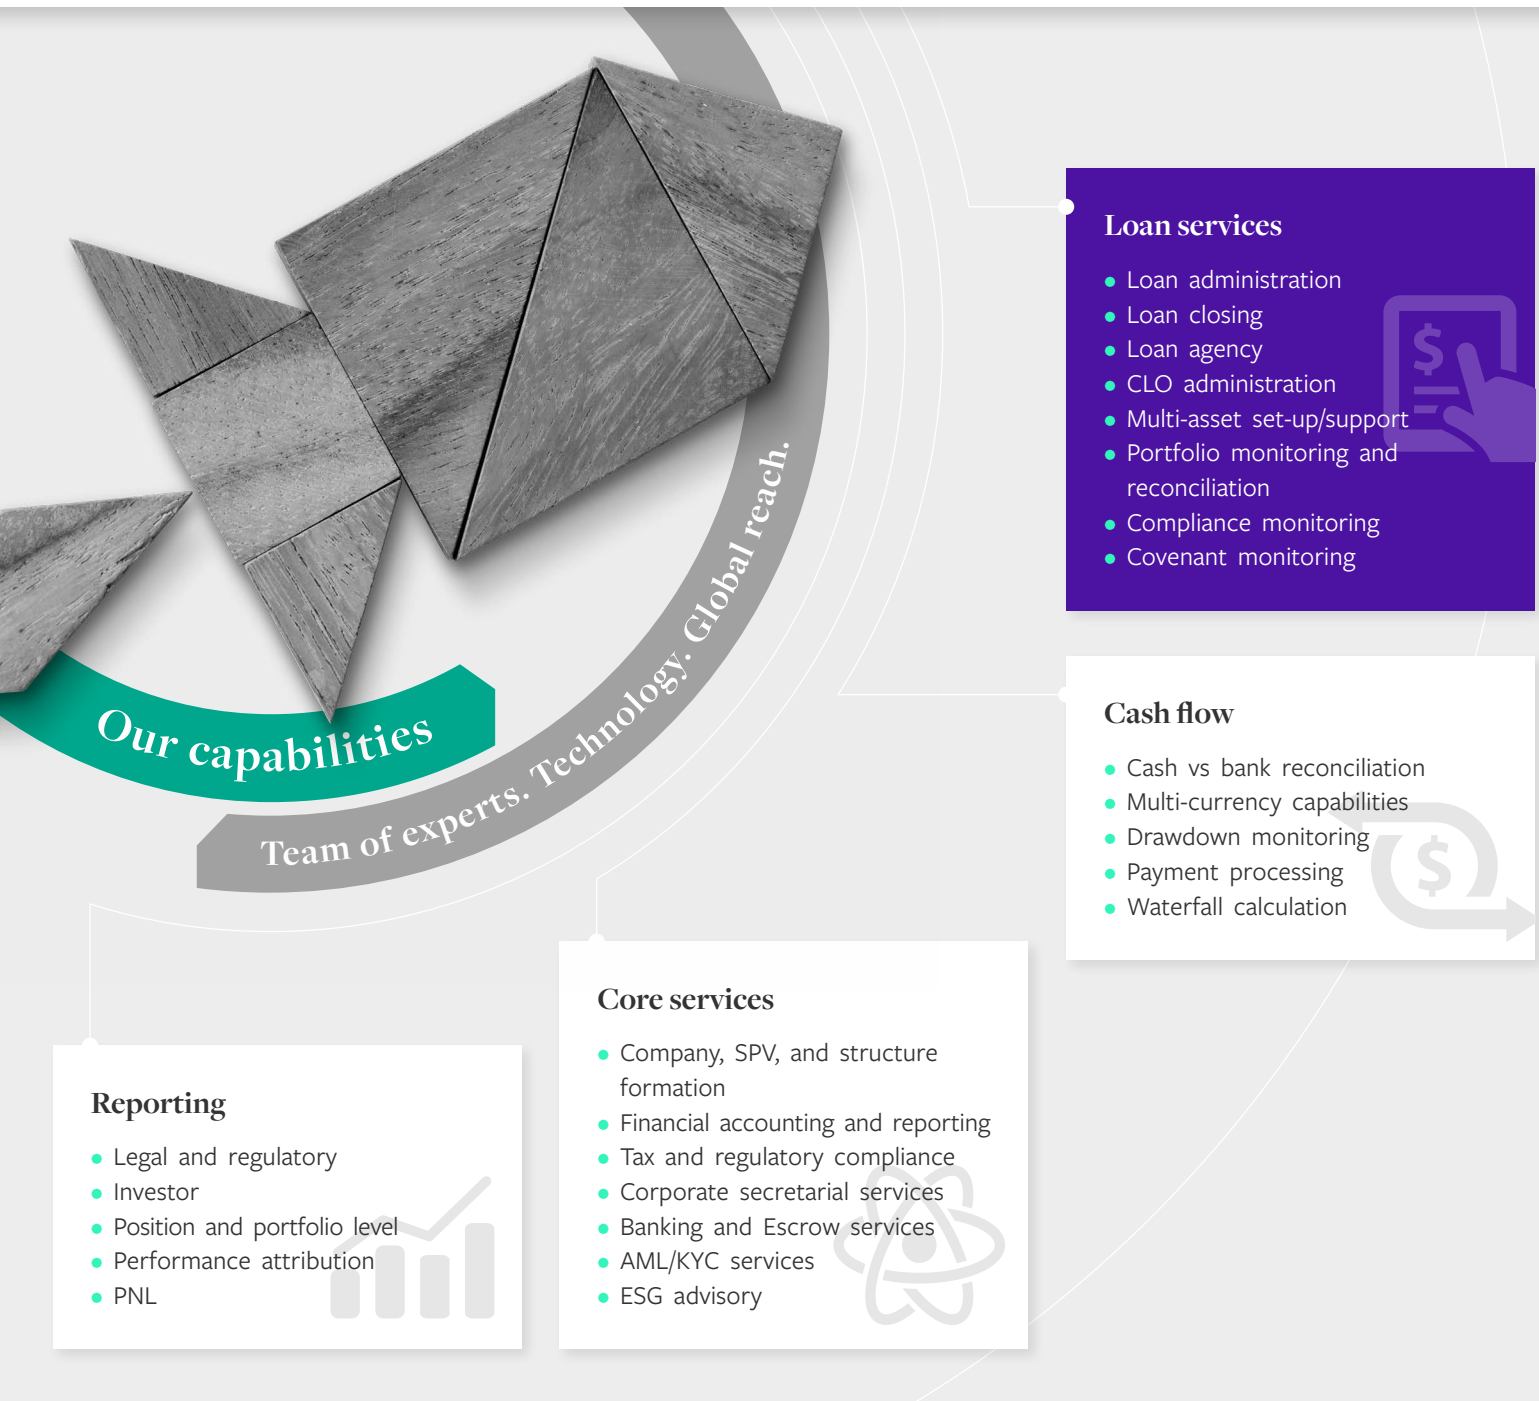 Our capabilities
Team of experts. Technology. Global reach.
Loan services
Loan administration
Loan closing
Loan agency
CLO administration
Multi-asset set-up/support
Portfolio monitoring and
reconciliation
Compliance monitoring
Covenant monitoring
Cash flow
Cash vs bank reconciliation
Multi-currency capabilities
Drawdown monitoring
Payment processing
Waterfall calculation
Core services
Company, SPV, and structure
formation
Financial accounting and reporting
Tax and regulatory compliance
Corporate secretarial services
Banking and Escrow services
AML/KYC services
ESG advisory
Reporting
Legal and regulatory
Investor
Position and portfolio level
Performance attribution
PNL